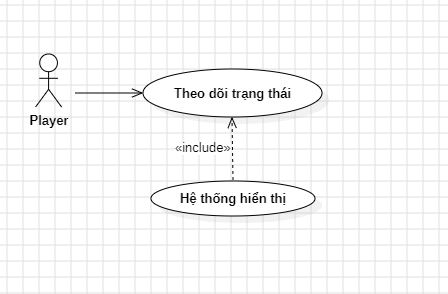 Theo dõi trạng thái
Player
«include»
Hệ thống hiển thị